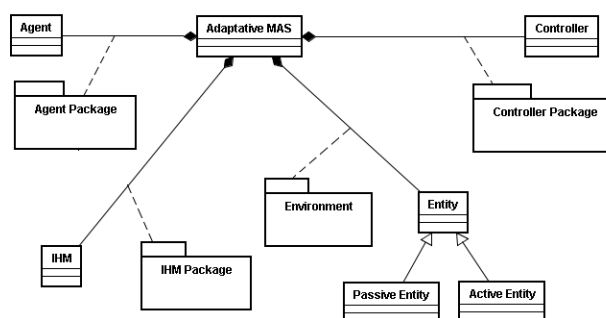 Agent
Adaptative MAS
Controller
Agent Package
Controller Package
Environment
Entity
IHM
IHM Package
Passive Entity
Active Entity